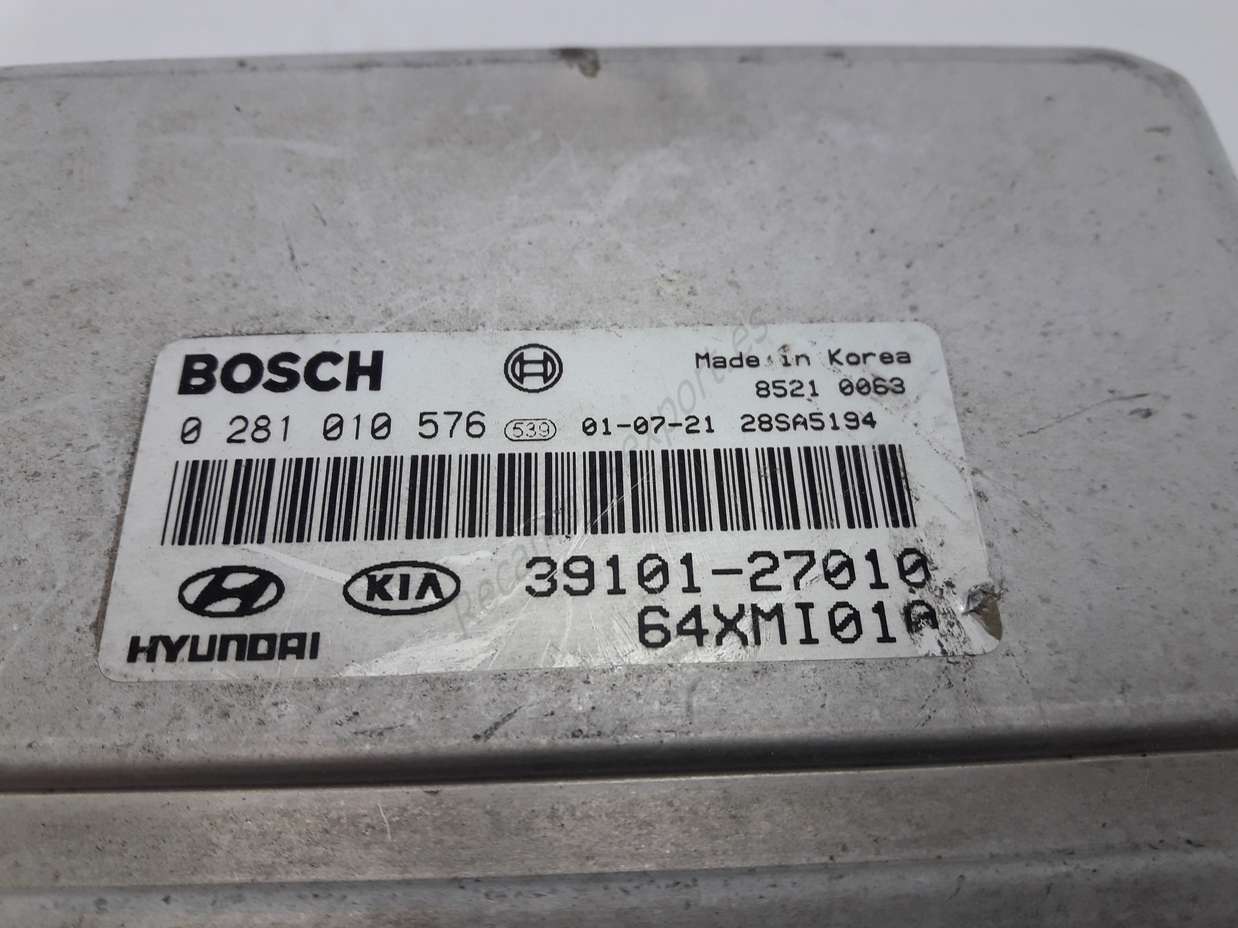 BOSCH
Made in Korea
8521 0063
0 281 010 576 539 01-07-21 28SA5194
KIA 39101-27010
HYUNDAI 64XMI01A